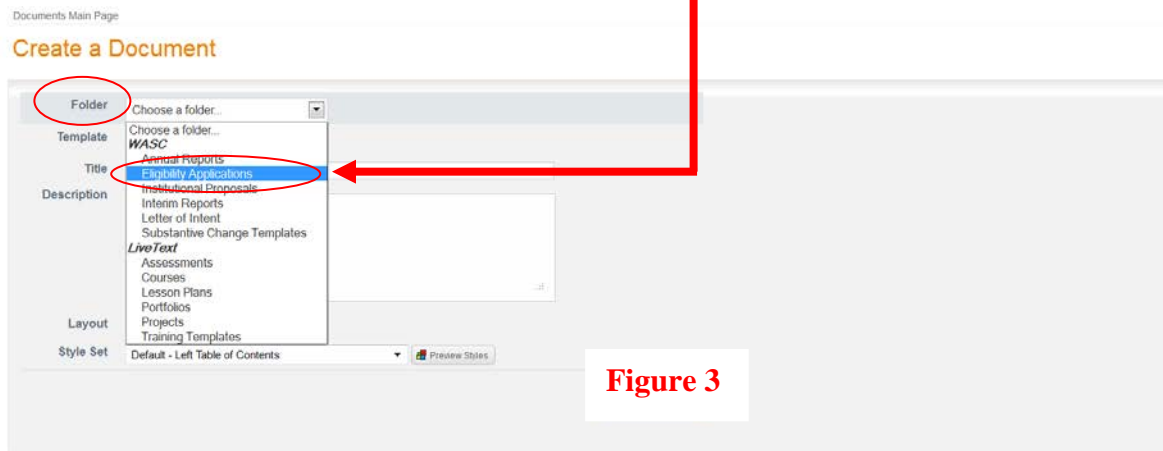 Documents Main Page
Create a Document
Folder
Choose a folder...
Template
Choose a folder...
WASC
Annual Reports
Title
Eligibility Applications
Description
Institutional Proposals
Interim Reports
Letter of Intent
Substantive Change Templates
LiveText
Assessments
Courses
Lesson Plans
Portfolios
Layout
Projects
Training Templates
Style Set
Default - Left Table of Contents
Preview Styles
Figure 3